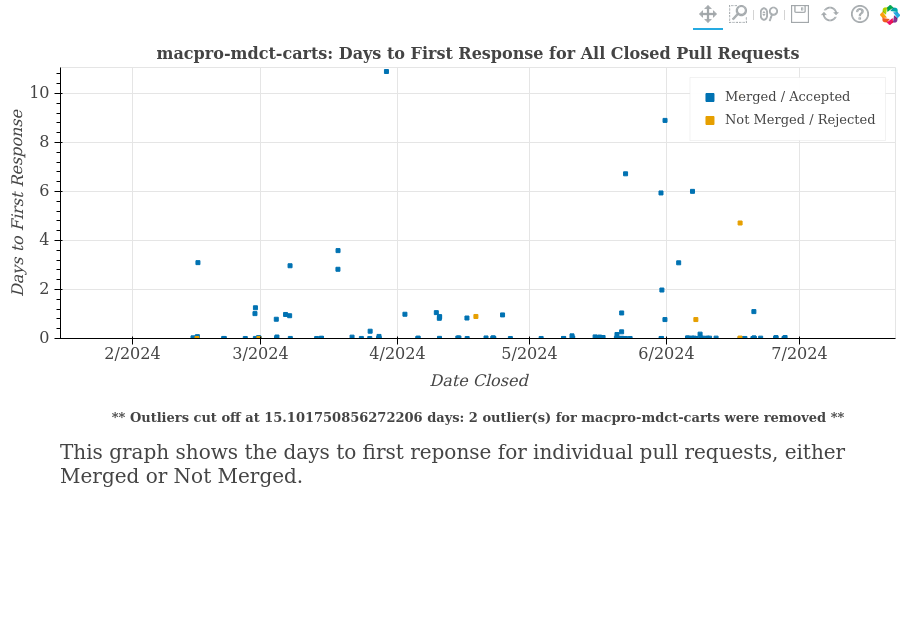 macpro-mdct-carts: Days to First Response for All Closed Pull Requests
Merged / Accepted
Not Merged / Rejected
Days to First Response
10
8
6
4
2
0
2/2024 3/2024 4/2024 5/2024 6/2024 7/2024
Date Closed
** Outliers cut off at 15.101750856272206 days: 2 outlier(s) for macpro-mdct-carts were removed **
This graph shows the days to first reponse for individual pull requests, either
Merged or Not Merged.